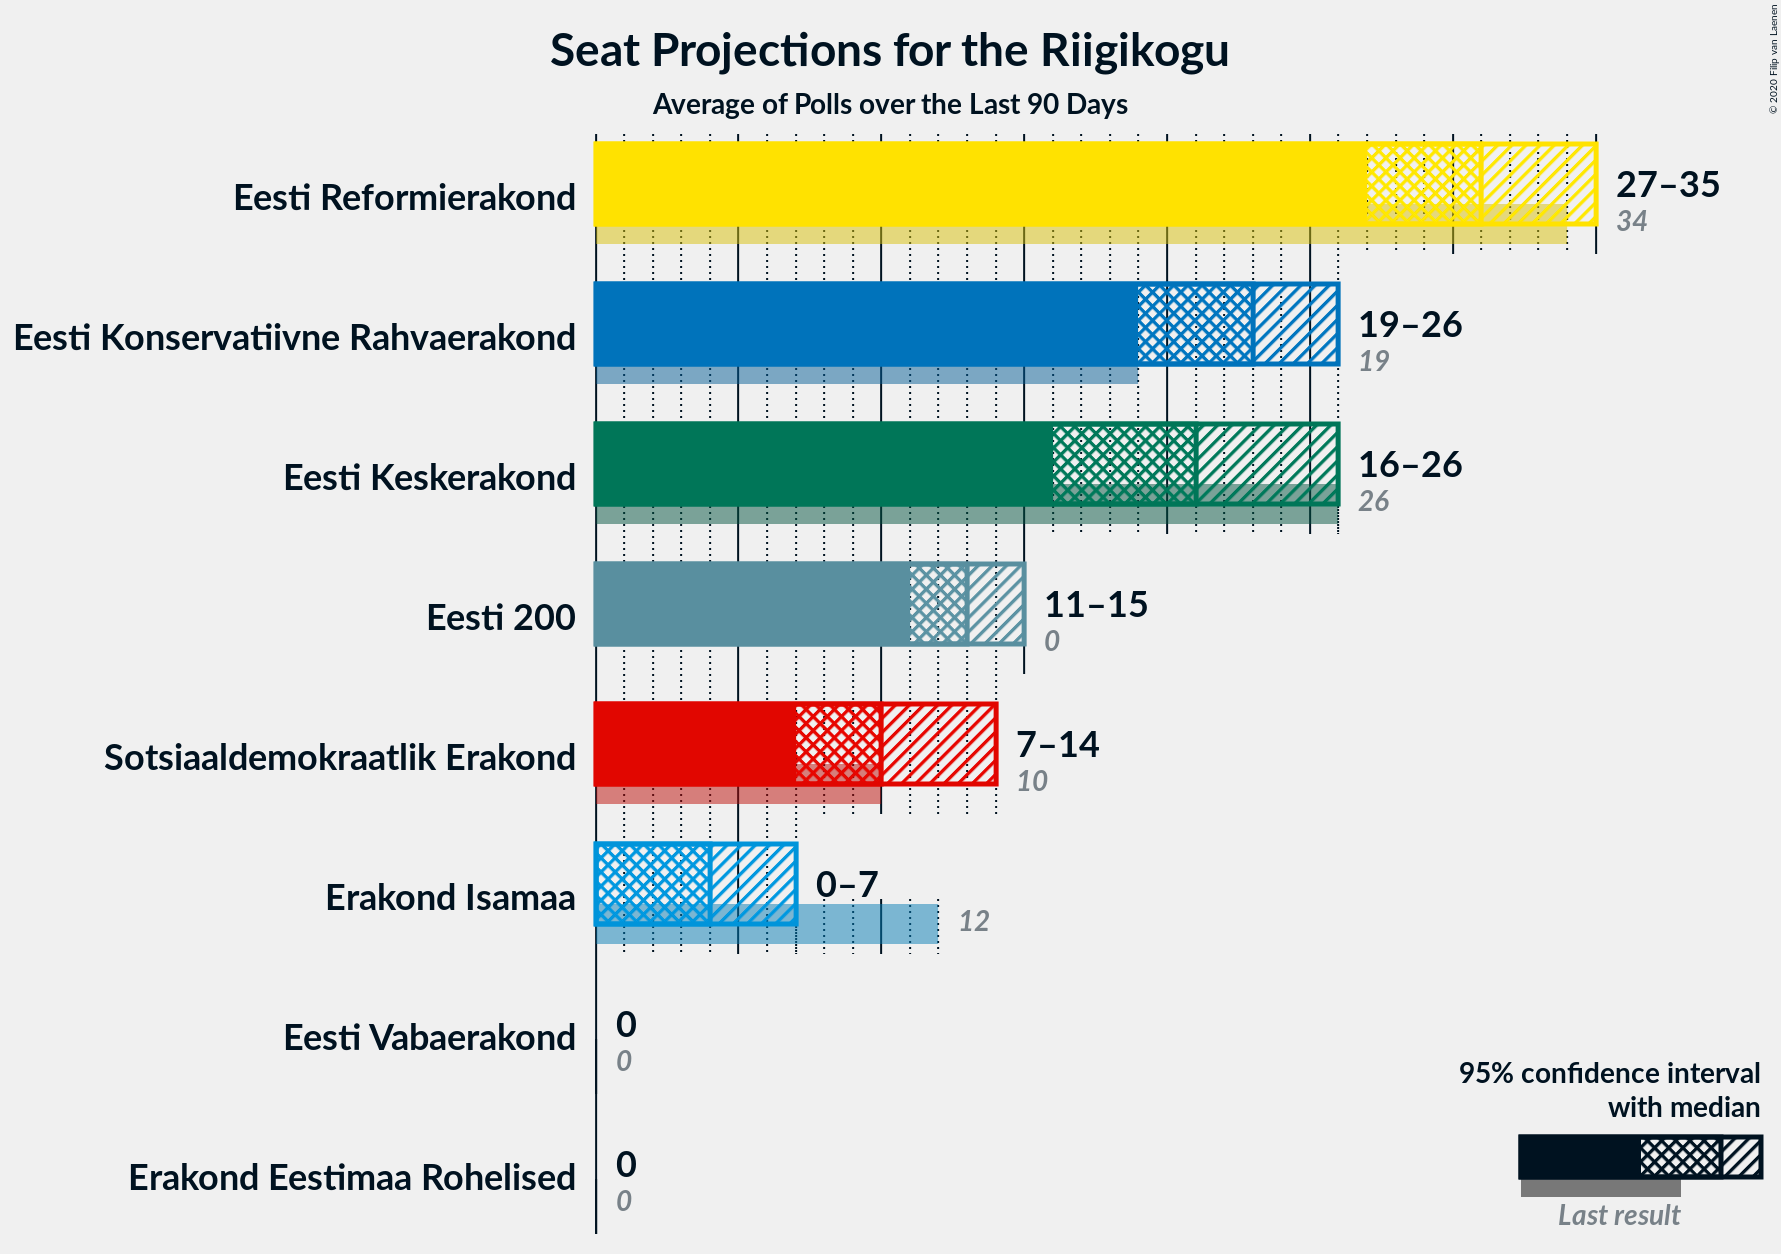 Seat Projections for the Riigikogu
Average of Polls over the Last 90 Days
© 2020 Filip van Laenen
Eesti Reformierakond
27–35
34
Eesti Konservatiivne Rahvaerakond
19–26
19
Eesti Keskerakond
16–26
26
Eesti 200
11–15
0
Sotsiaaldemokraatlik Erakond
7–14
10
Erakond Isamaa
0–7
12
Eesti Vabaerakond
0
0
Erakond Eestimaa Rohelised
0
0
95% confidence interval
with median
Last result